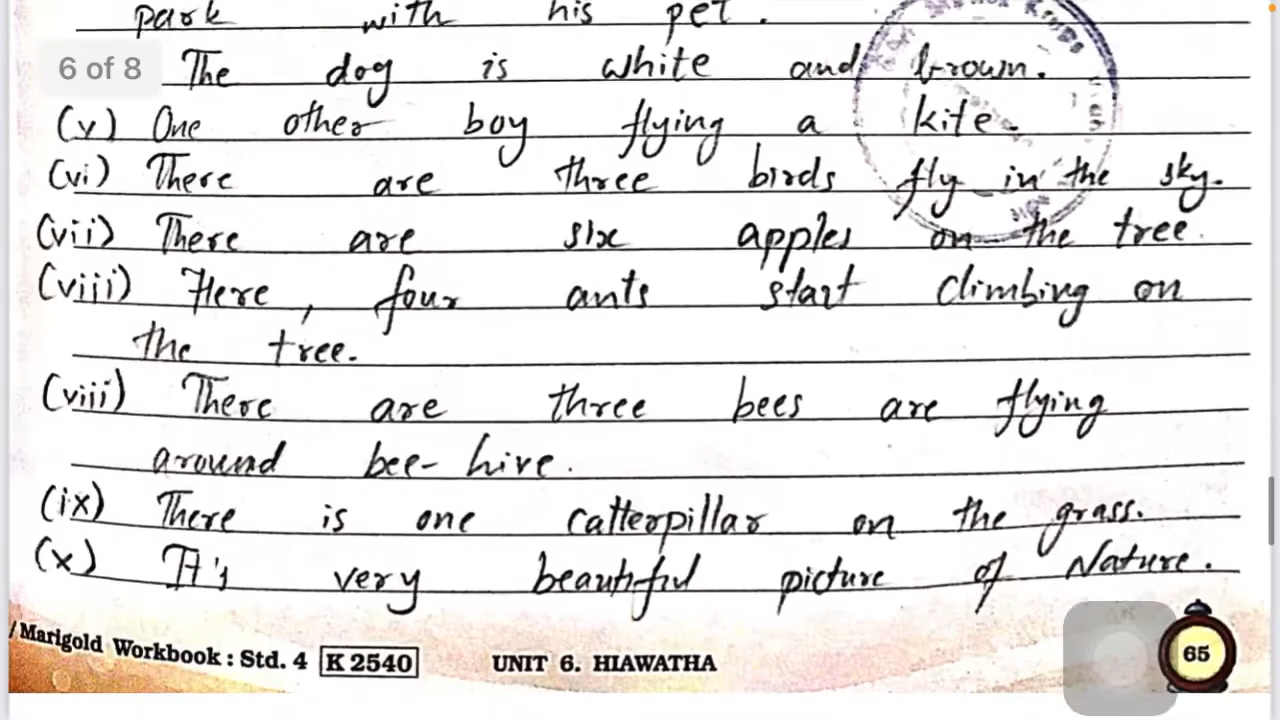 park with his pet.
6 of 8
The dog is white and brown.
(v) One other boy flying a kite.
(vi) There are three birds fly in the sky.
(vii) There are six apples on the tree.
(viii) Here, four ants start climbing on
the tree.
(viii) There are three bees are flying
around bee-hive.
(ix) There is one catterpillar on the grass.
(x) It's very beautiful picture of Nature.
/ Marigold Workbook : Std. 4 K 2540 UNIT 6. HIAWATHA 65